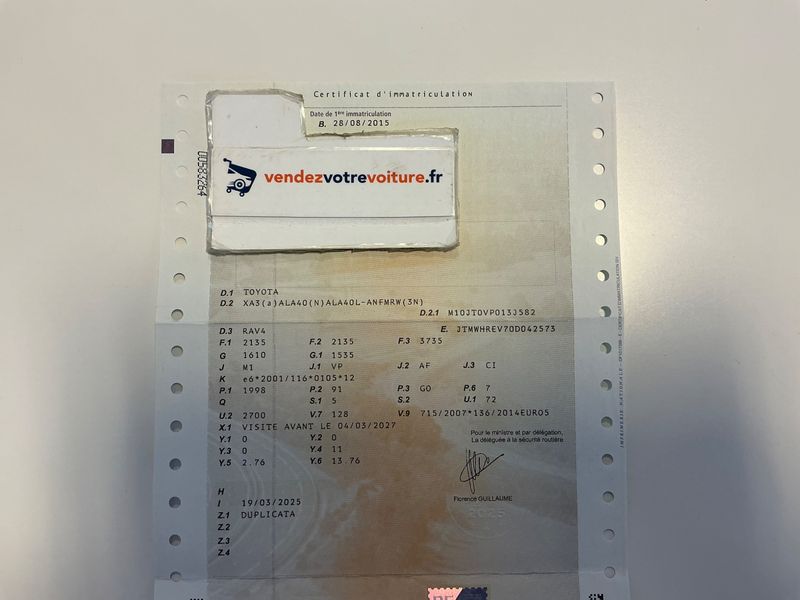 Certificat d'immatriculation
Date de 1ère immatriculation
B. 28/08/2015
vendezvotrevoiture.fr
00583264
D.1 TOYOTA
D.2 XA3(a)ALA40(N)ALA40L-ANFMRW(3N)
D.2.1 M10JTOVP013J582
D.3 RAV4 E. JTMWHREV70D042573
F.1 2135 F.2 2135 F.3 3735
G 1610 G.1 1535
J M1 J.1 VP J.2 AF J.3 CI
K e6*2001/116*0105*12
P.1 1998 P.2 91 P.3 GO P.6 7
Q S.1 5 S.2 U.1 72
U.2 2700 V.7 128 V.9 715/2007*136/2014EURO5
X.1 VISITE AVANT LE 04/03/2027
Y.1 0 Y.2 0
Y.3 0 Y.4 11
Y.5 2.76 Y.6 13.76
Pour le ministre et par délégation,
La déléguée à la sécurité routière
Florence GUILLAUME
H
I 19/03/2025
Z.1 DUPLICATA
Z.2
Z.3
Z.4
2025